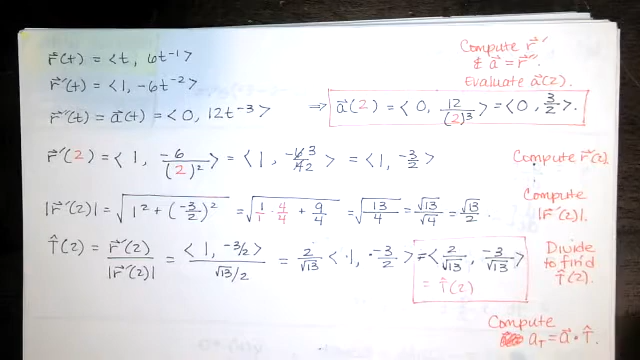 r⃗(t) = <t, 6t⁻¹>
r⃗'(t) = <1, -6t⁻²>
r⃗''(t) = a⃗(t) = <0, 12t⁻³> ⇒ a⃗(2) = <0, 12/(2)³> = <0, 3/2>.
Compute r⃗'
& a⃗ = r⃗''.
Evaluate a⃗(2).
r⃗'(2) = <1, -6/(2)²> = <1, -6 3/4 2> = <1, -3/2>
Compute r⃗'(2).
|r⃗'(2)| = √(1² + (-3/2)²) = √(1/1 4/4 + 9/4) = √(13/4) = √13/√4 = √13/2.
Compute
|r⃗'(2)|.
T̂(2) = r⃗'(2)/|r⃗'(2)| = <1, -3/2>/(√13/2) = 2/√13 <1, -3/2> = <2/√13, -3/√13>
= T̂(2)
Divide
to find
T̂(2).
Compute
a_T = a⃗ • T̂.